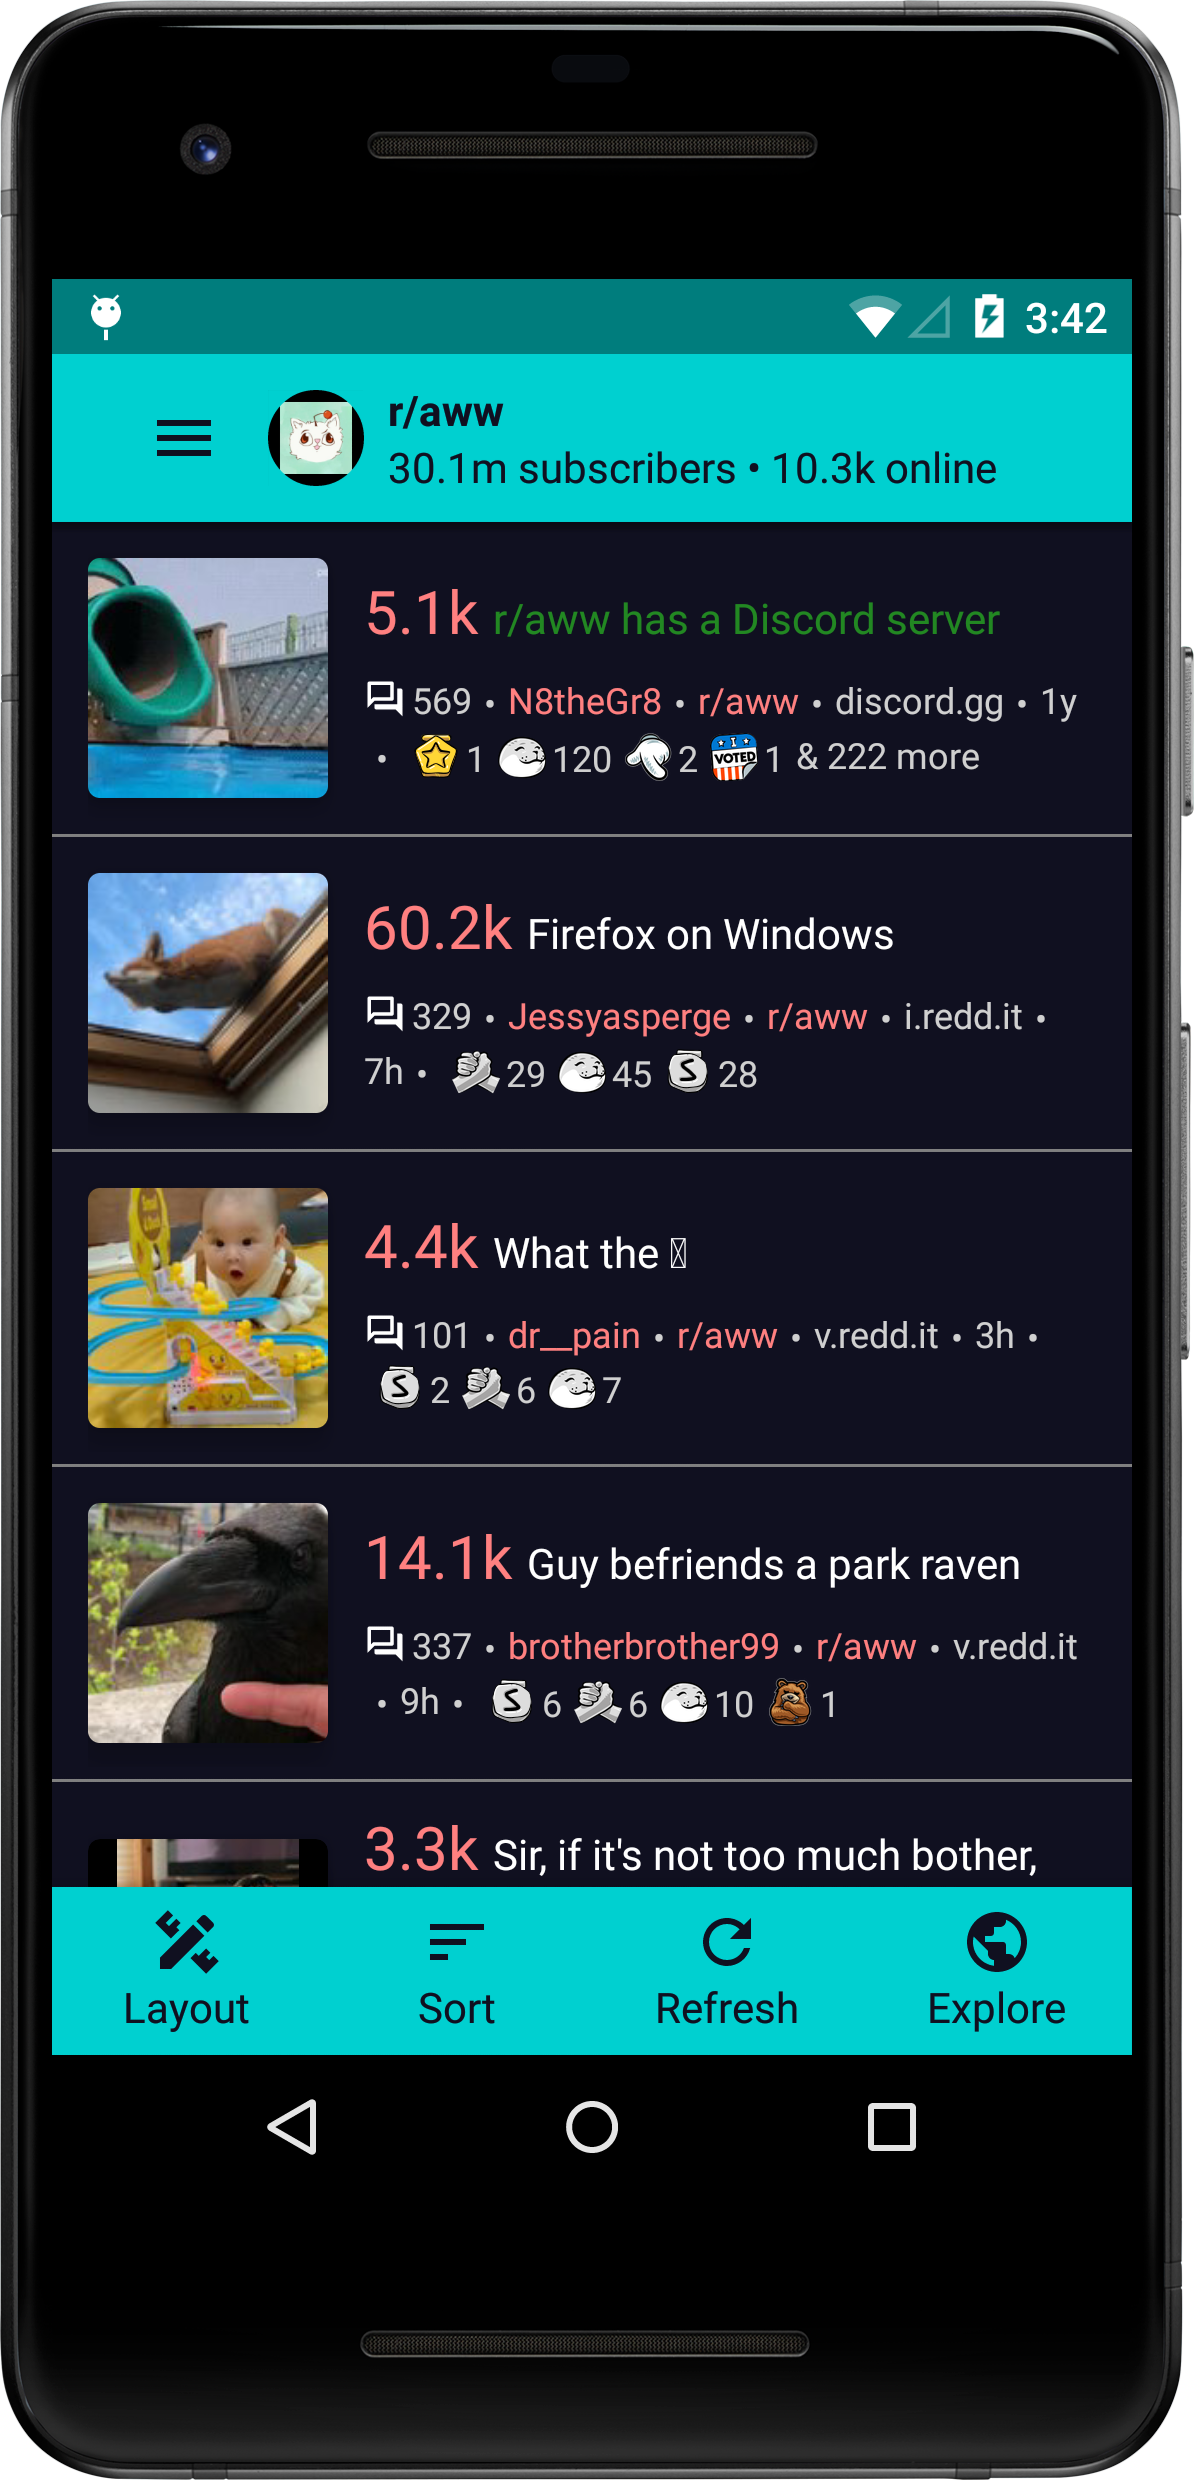 3:42
r/aww
30.1m subscribers • 10.3k online
5.1k r/aww has a Discord server
569 • N8theGr8 • r/aww • discord.gg • 1y
• 1 120 2 VOTED 1 & 222 more
60.2k Firefox on Windows
329 • Jessyasperge • r/aww • i.redd.it •
7h • 29 45 S 28
4.4k What the
101 • dr__pain • r/aww • v.redd.it • 3h •
S 2 6 7
14.1k Guy befriends a park raven
337 • brotherbrother99 • r/aww • v.redd.it
• 9h • S 6 6 10 1
3.3k Sir, if it's not too much bother,
Layout Sort Refresh Explore